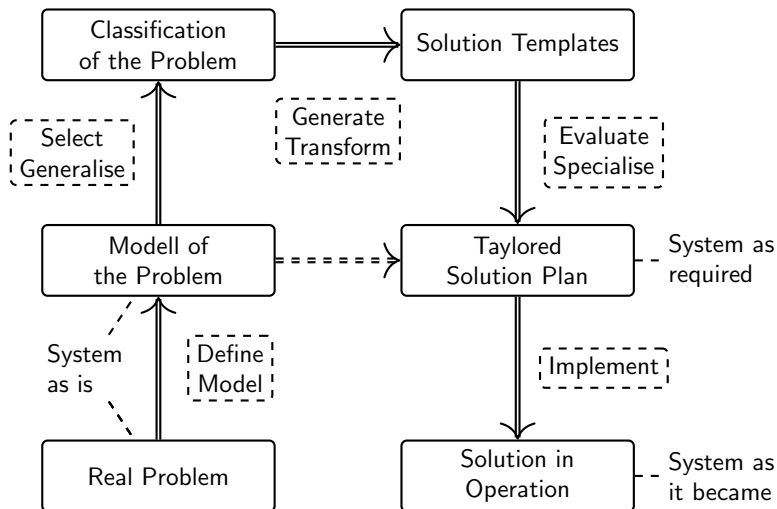 Classification
of the Problem
Solution Templates
Select
Generalise
Generate
Transform
Evaluate
Specialise
Modell of
the Problem
Taylored
Solution Plan
System as
required
System
as is
Define
Model
Implement
Real Problem
Solution in
Operation
System as
it became